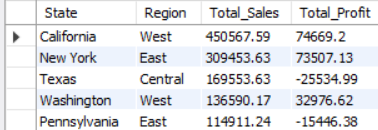 State Region Total_Sales Total_Profit
California West 450567.59 74669.2
New York East 309453.63 73507.13
Texas Central 169553.63 -25534.99
Washington West 136590.17 32976.62
Pennsylvania East 114911.24 -15446.38